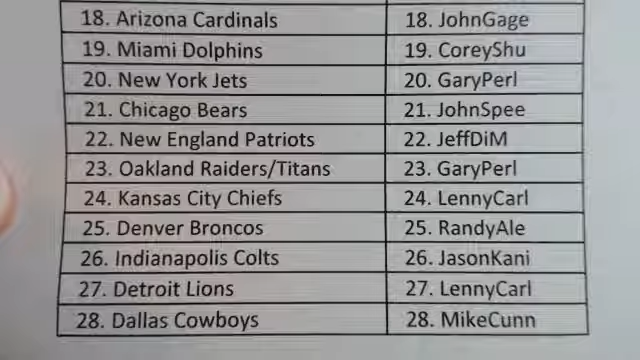 18. Arizona Cardinals 18. JohnGage
19. Miami Dolphins 19. CoreyShu
20. New York Jets 20. GaryPerl
21. Chicago Bears 21. JohnSpee
22. New England Patriots 22. JeffDiM
23. Oakland Raiders/Titans 23. GaryPerl
24. Kansas City Chiefs 24. LennyCarl
25. Denver Broncos 25. RandyAle
26. Indianapolis Colts 26. JasonKani
27. Detroit Lions 27. LennyCarl
28. Dallas Cowboys 28. MikeCunn